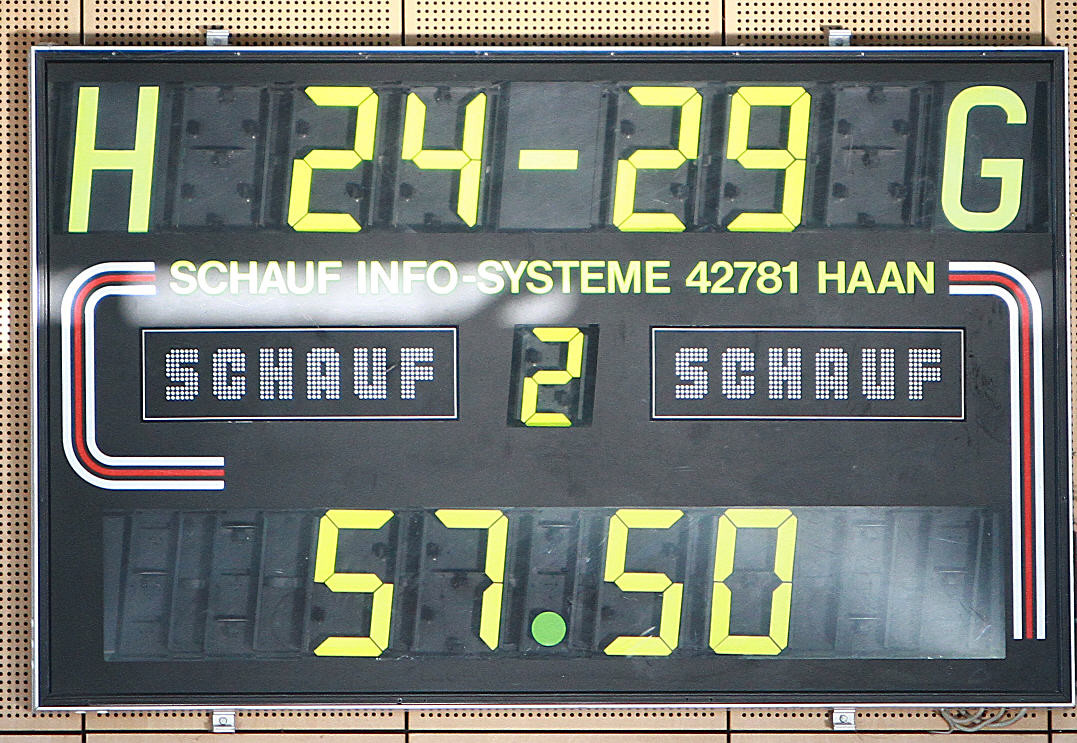 H 24-29 G
SCHAUF INFO-SYSTEME 42781 HAAN
SCHAUF 2 SCHAUF
57.50